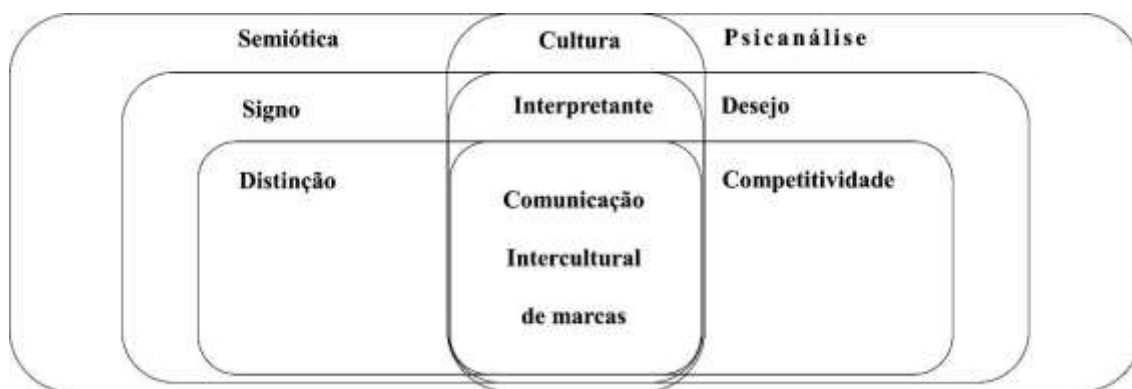 Semiótica Cultura Psicanálise
Signo Interpretante Desejo
Distinção Competitividade
Comunicação
Intercultural
de marcas